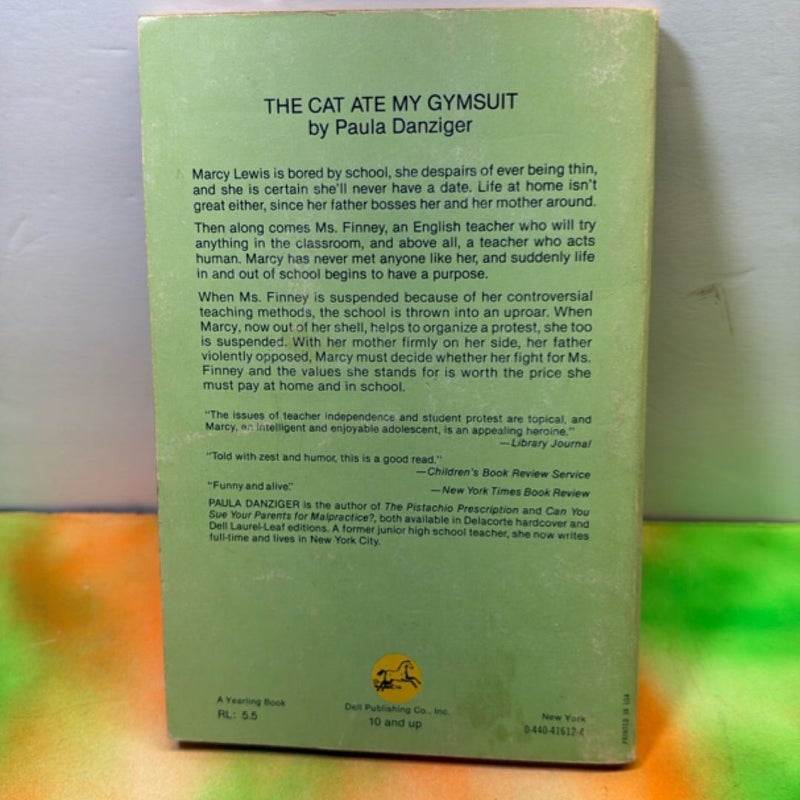 THE CAT ATE MY GYMSUIT
by Paula Danziger
Marcy Lewis is bored by school, she despairs of ever being thin,
and she is certain she'll never have a date. Life at home isn't
great either, since her father bosses her and her mother around.
Then along comes Ms. Finney, an English teacher who will try
anything in the classroom, and above all, a teacher who acts
human. Marcy has never met anyone like her, and suddenly life
in and out of school begins to have a purpose.
When Ms. Finney is suspended because of her controversial
teaching methods, the school is thrown into an uproar. When
Marcy, now out of her shell, helps to organize a protest, she too
is suspended. With her mother firmly on her side, her father
violently opposed, Marcy must decide whether her fight for Ms.
Finney and the values she stands for is worth the price she
must pay at home and in school.
"The issues of teacher independence and student protest are topical, and
Marcy, an intelligent and enjoyable adolescent, is an appealing heroine."
—Library Journal
"Told with zest and humor, this is a good read."
—Children's Book Review Service
"Funny and alive."
—New York Times Book Review
PAULA DANZIGER is the author of The Pistachio Prescription and Can You
Sue Your Parents for Malpractice?, both available in Delacorte hardcover and
Dell Laurel-Leaf editions. A former junior high school teacher, she now writes
full-time and lives in New York City.
A Yearling Book
RL: 5.5
Dell Publishing Co., Inc.
10 and up
New York
0-440-41612-4
PRINTED IN USA